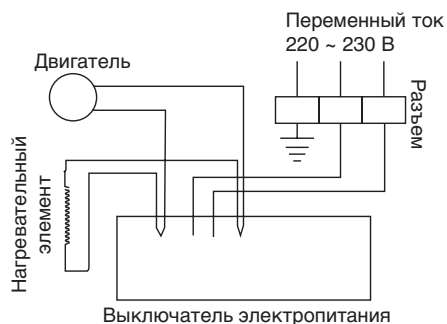 Переменный ток
220 ~ 230 В
Двигатель
Разъем
Нагревательный
элемент
Выключатель электропитания